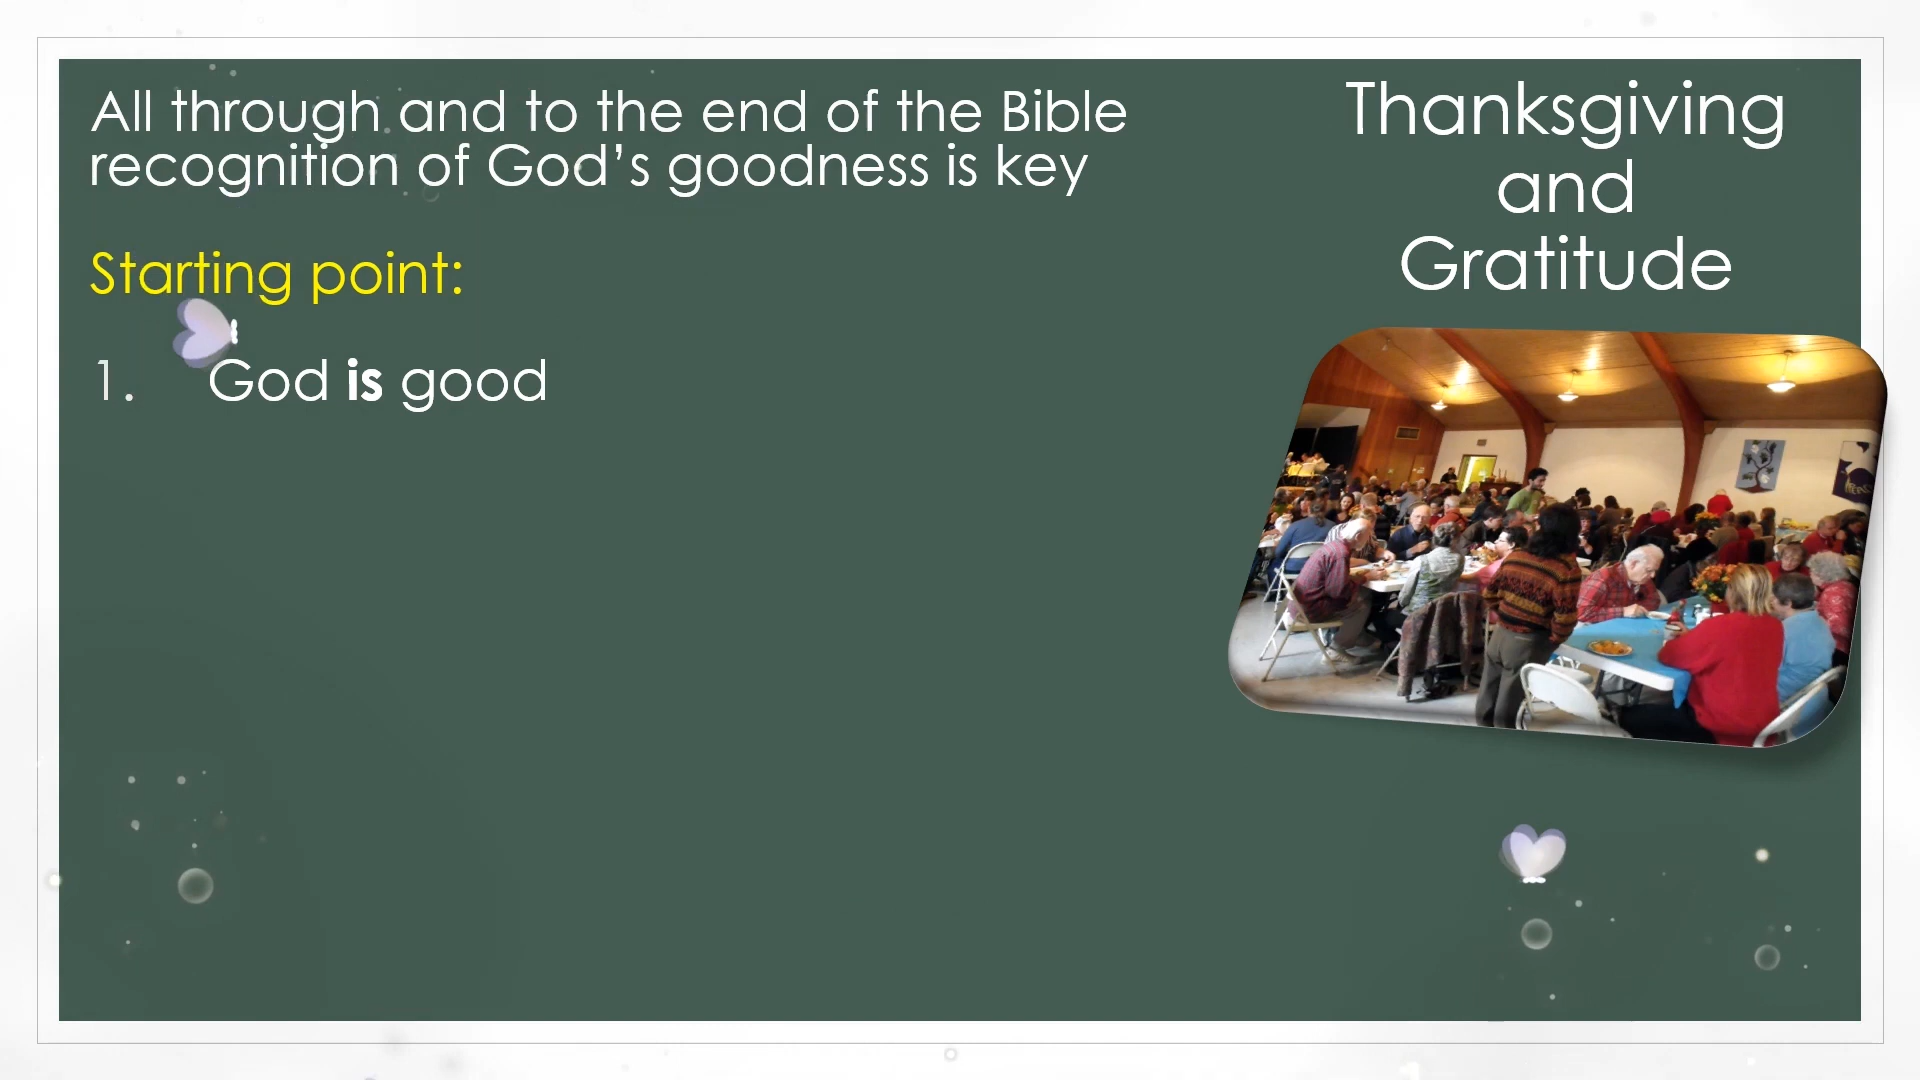 All through and to the end of the Bible
recognition of God’s goodness is key
Starting point:
1. God is good
Thanksgiving
and
Gratitude